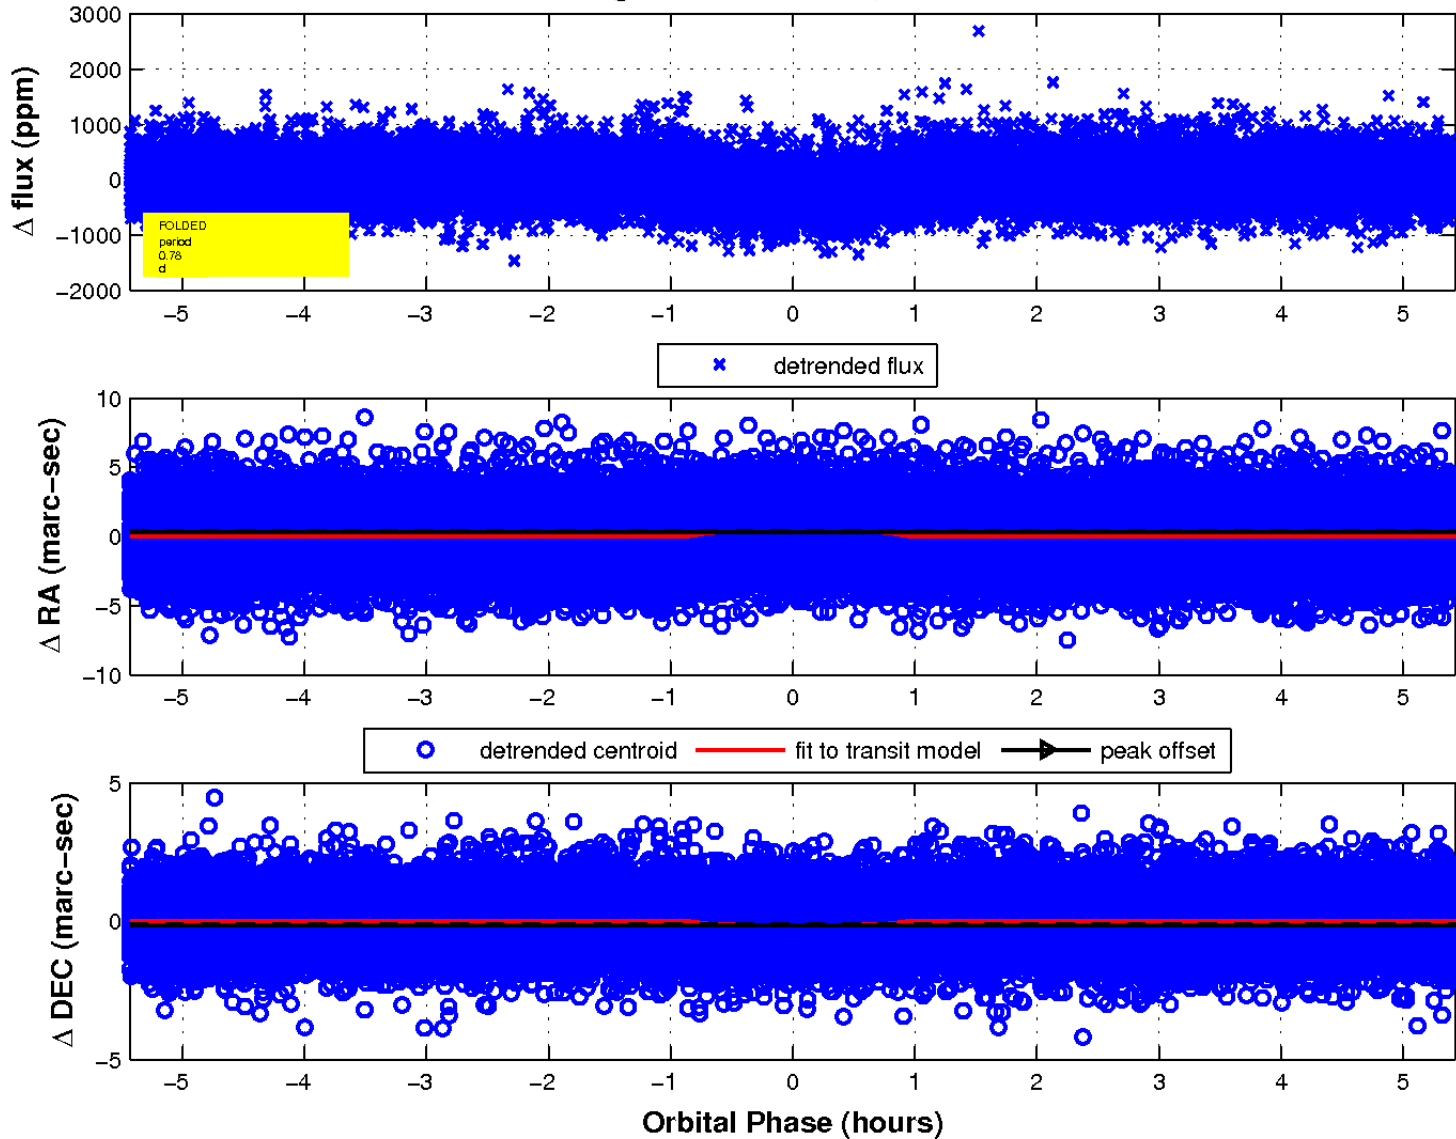 3000
2000
1000
0
−1000
−2000
Δ flux (ppm)
FOLDED
period
0.78
d
−5 −4 −3 −2 −1 0 1 2 3 4 5
detrended flux
10
5
0
−5
−10
Δ RA (marc−sec)
−5 −4 −3 −2 −1 0 1 2 3 4 5
detrended centroid fit to transit model peak offset
5
0
−5
Δ DEC (marc−sec)
−5 −4 −3 −2 −1 0 1 2 3 4 5
Orbital Phase (hours)